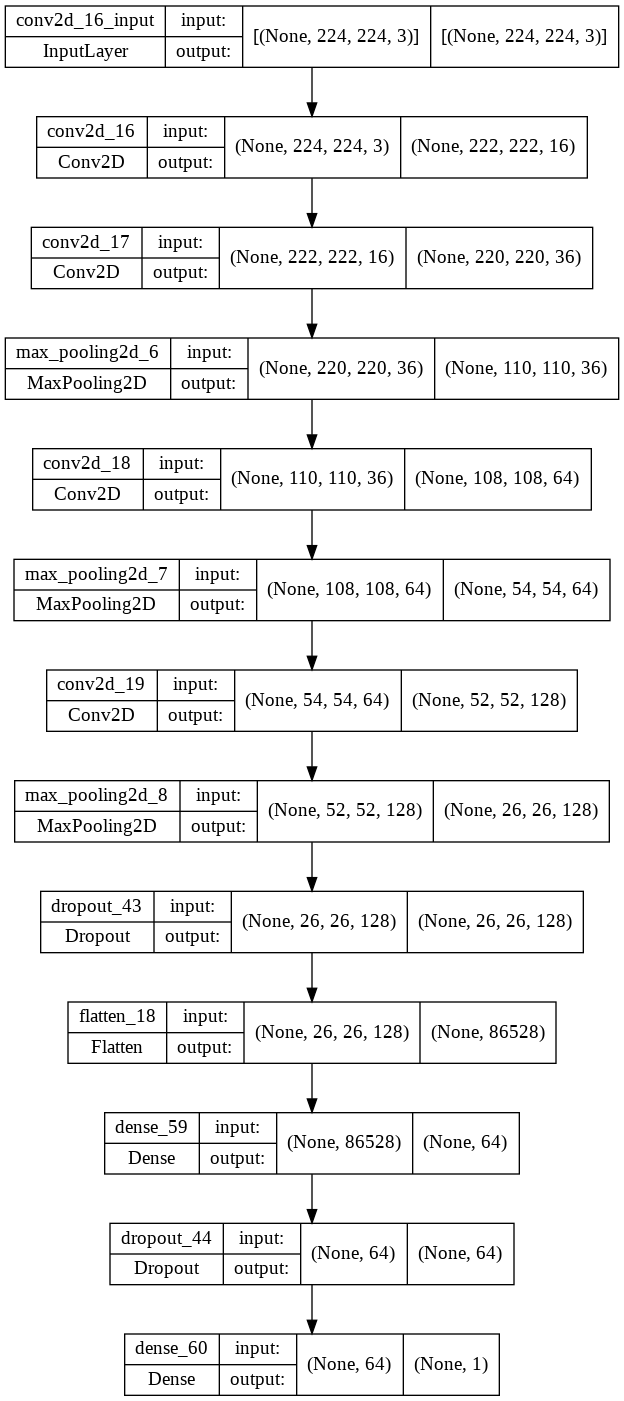 conv2d_16_input input: [(None, 224, 224, 3)] [(None, 224, 224, 3)]
InputLayer output:
conv2d_16 input: (None, 224, 224, 3) (None, 222, 222, 16)
Conv2D output:
conv2d_17 input: (None, 222, 222, 16) (None, 220, 220, 36)
Conv2D output:
max_pooling2d_6 input: (None, 220, 220, 36) (None, 110, 110, 36)
MaxPooling2D output:
conv2d_18 input: (None, 110, 110, 36) (None, 108, 108, 64)
Conv2D output:
max_pooling2d_7 input: (None, 108, 108, 64) (None, 54, 54, 64)
MaxPooling2D output:
conv2d_19 input: (None, 54, 54, 64) (None, 52, 52, 128)
Conv2D output:
max_pooling2d_8 input: (None, 52, 52, 128) (None, 26, 26, 128)
MaxPooling2D output:
dropout_43 input: (None, 26, 26, 128) (None, 26, 26, 128)
Dropout output:
flatten_18 input: (None, 26, 26, 128) (None, 86528)
Flatten output:
dense_59 input: (None, 86528) (None, 64)
Dense output:
dropout_44 input: (None, 64) (None, 64)
Dropout output:
dense_60 input: (None, 64) (None, 1)
Dense output: